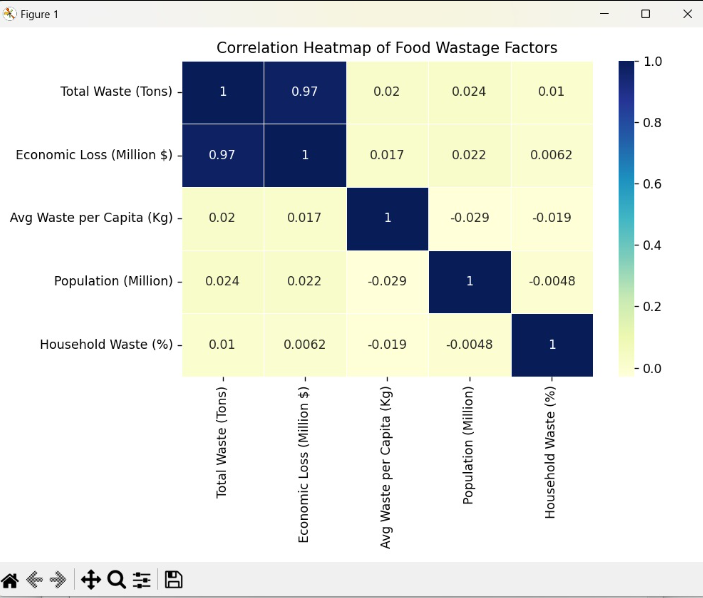 Figure 1
Correlation Heatmap of Food Wastage Factors
Total Waste (Tons) 1 0.97 0.02 0.024 0.01
Economic Loss (Million $) 0.97 1 0.017 0.022 0.0062
Avg Waste per Capita (Kg) 0.02 0.017 1 -0.029 -0.019
Population (Million) 0.024 0.022 -0.029 1 -0.0048
Household Waste (%) 0.01 0.0062 -0.019 -0.0048 1
Total Waste (Tons)
Economic Loss (Million $)
Avg Waste per Capita (Kg)
Population (Million)
Household Waste (%)
1.0
0.8
0.6
0.4
0.2
0.0